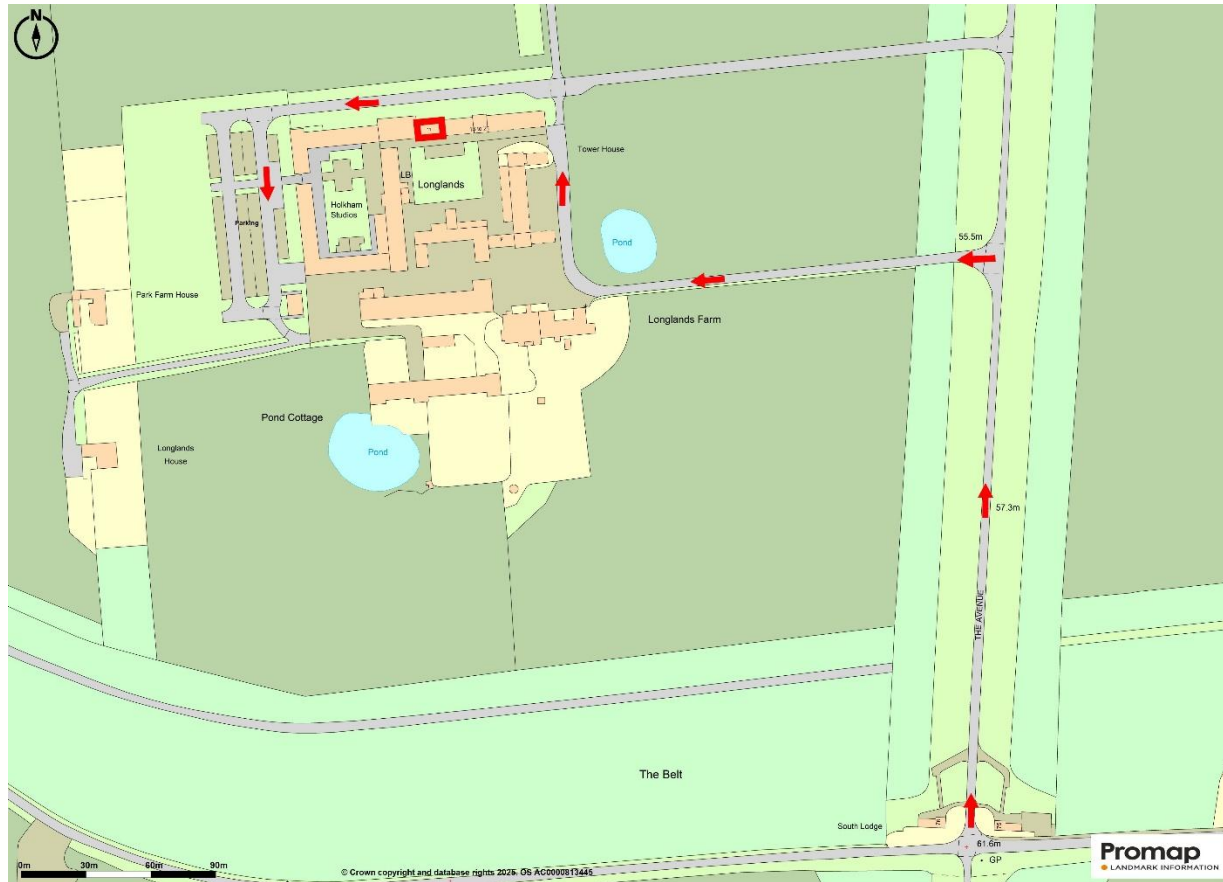 N
Tower House
LB
Longlands
Holkham
Studios
Parking
Pond
55.5m
Park Farm House
Longlands Farm
Pond Cottage
Longlands
House
Pond
57.3m
THE AVENUE
The Belt
South Lodge
61.6m
GP
0m
30m
60m
90m
© Crown copyright and database rights 2025. OS AC0000813445
Promap
LANDMARK INFORMATION